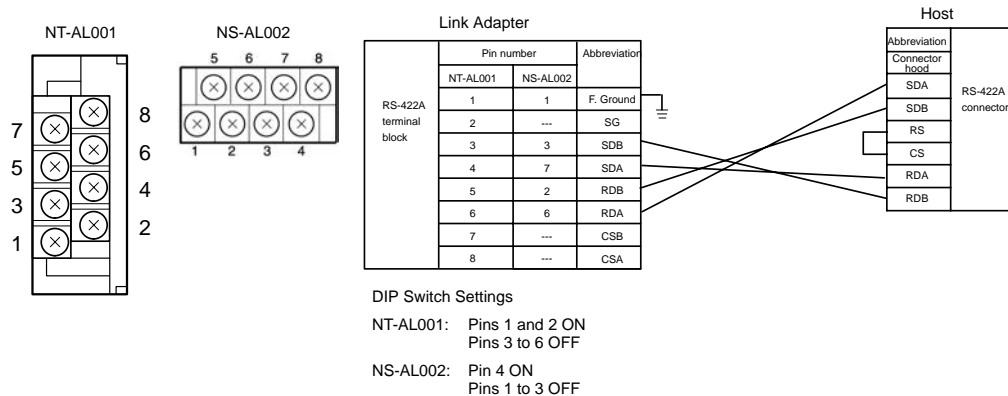 NT-AL001
7
5
3
1
8
6
4
2
NS-AL002
5 6 7 8
1 2 3 4
Link Adapter
RS-422A terminal block
Pin number Abbreviation
NT-AL001 NS-AL002
1 1 F. Ground
2 --- SG
3 3 SDB
4 7 SDA
5 2 RDB
6 6 RDA
7 --- CSB
8 --- CSA
Host
Abbreviation
Connector hood
SDA
SDB
RS
CS
RDA
RDB
RS-422A connector
DIP Switch Settings
NT-AL001: Pins 1 and 2 ON
Pins 3 to 6 OFF
NS-AL002: Pin 4 ON
Pins 1 to 3 OFF